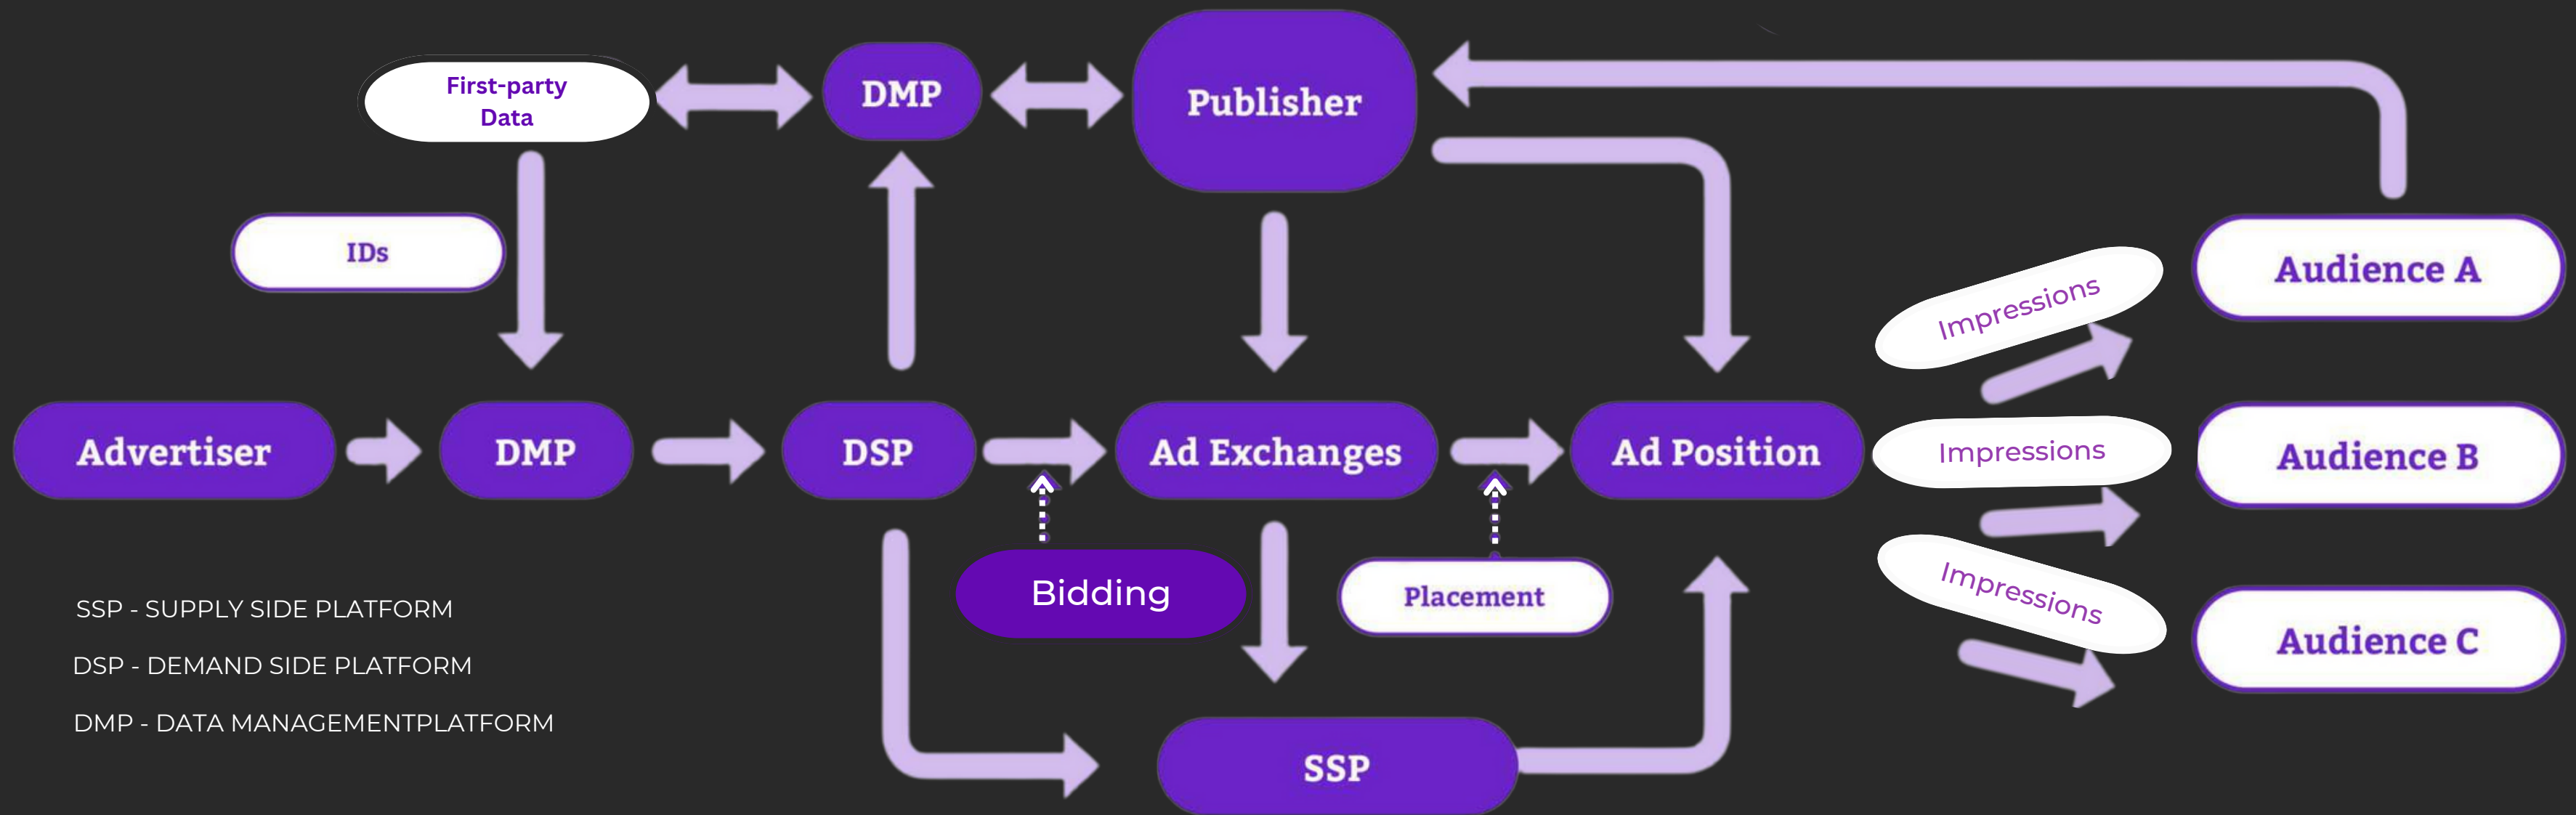 First-party
Data
DMP
Publisher
IDs
Audience A
Impressions
Advertiser
DMP
DSP
Ad Exchanges
Ad Position
Impressions
Audience B
Bidding
Placement
Impressions
Audience C
SSP - SUPPLY SIDE PLATFORM
DSP - DEMAND SIDE PLATFORM
DMP - DATA MANAGEMENTPLATFORM
SSP